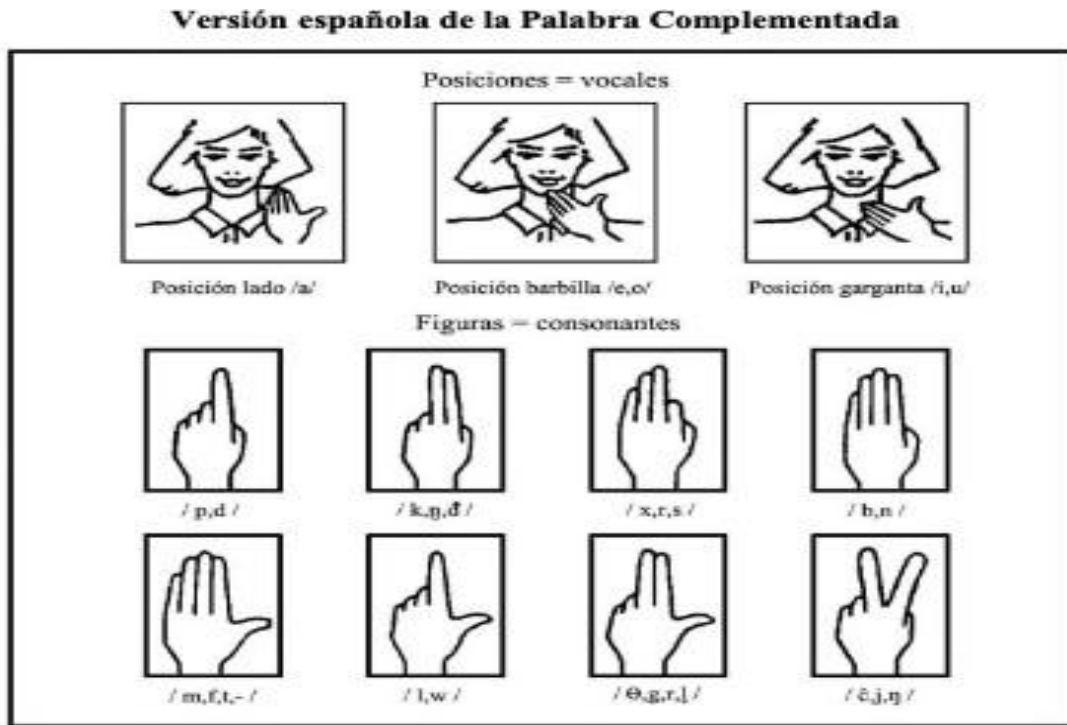 Versión española de la Palabra Complementada
Posiciones = vocales
Posición lado /a/ Posición barbilla /e,o/ Posición garganta /i,u/
Figuras = consonantes
/ p,d / / k,ŋ,đ / / x,r,s / / b,n /
/ m,f,t,- / / l,w / / Ө,g,r,ḷ / / ĉ,j,ŋ /